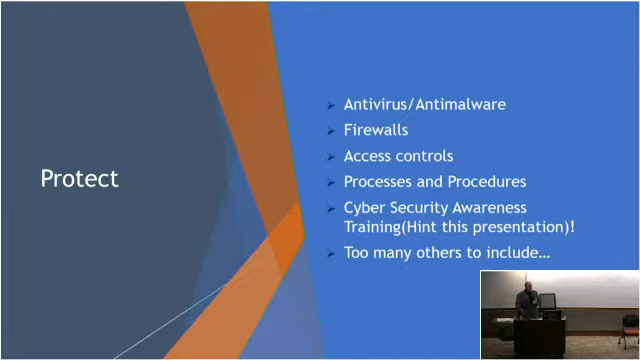 Protect
Antivirus/Antimalware
Firewalls
Access controls
Processes and Procedures
Cyber Security Awareness
Training(Hint this presentation)!
Too many others to include…